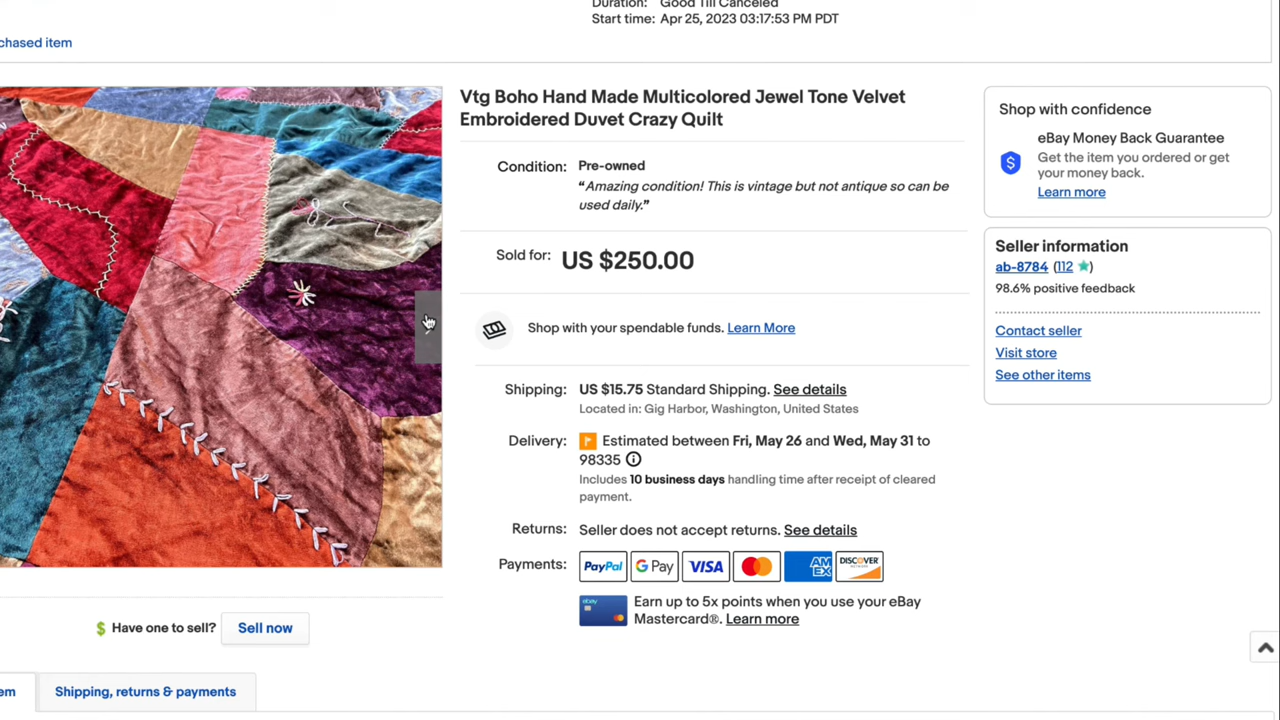 Duration: Good Till Canceled
Start time: Apr 25, 2023 03:17:53 PM PDT
chased item
Vtg Boho Hand Made Multicolored Jewel Tone Velvet
Embroidered Duvet Crazy Quilt
Condition: Pre-owned
“Amazing condition! This is vintage but not antique so can be
used daily.”
Sold for: US $250.00
Shop with your spendable funds. Learn More
Shipping: US $15.75 Standard Shipping. See details
Located in: Gig Harbor, Washington, United States
Delivery: Estimated between Fri, May 26 and Wed, May 31 to
98335
Includes 10 business days handling time after receipt of cleared
payment.
Returns: Seller does not accept returns. See details
Payments: PayPal G Pay VISA AM EX DISCOVER
ebay
Earn up to 5x points when you use your eBay
Mastercard®. Learn more
Shop with confidence
eBay Money Back Guarantee
$
Get the item you ordered or get
your money back.
Learn more
Seller information
ab-8784 (112)
98.6% positive feedback
Contact seller
Visit store
See other items
$ Have one to sell? Sell now
em
Shipping, returns & payments